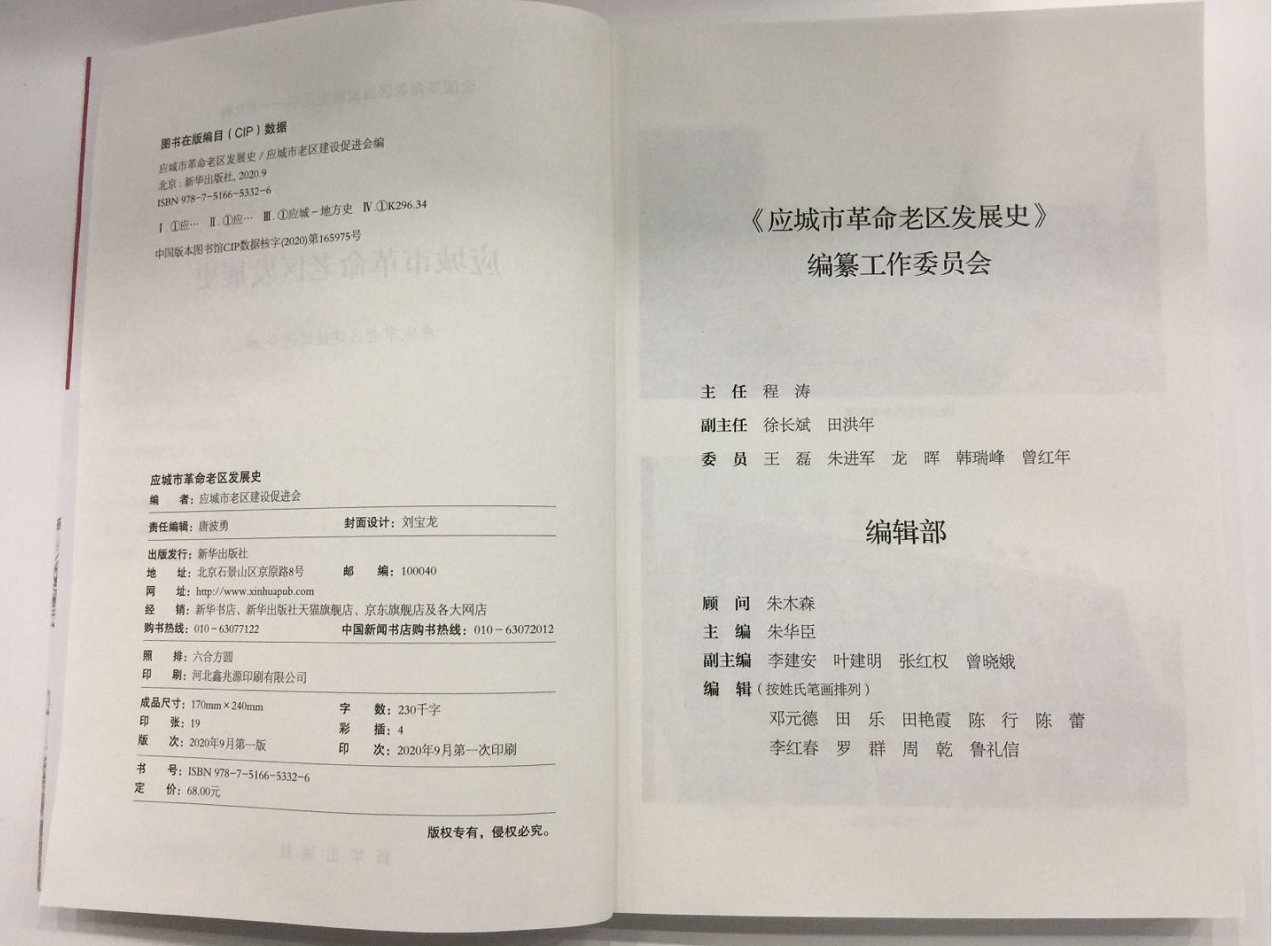 图书在版编目（CIP）数据
应城市革命老区发展史 / 应城市老区建设促进会编
北京：新华出版社, 2020.9
ISBN 978-7-5166-5332-6
Ⅰ.①应… Ⅱ.①应… Ⅲ.①应城－地方史 Ⅳ.①K296.34
中国版本图书馆CIP数据核字(2020)第165975号
应城市革命老区发展史
编 者：应城市老区建设促进会
责任编辑：唐波勇 封面设计：刘宝龙
出版发行：新华出版社
地 址：北京石景山区京原路8号 邮 编：100040
网 址：http://www.xinhuapub.com
经 销：新华书店、新华出版社天猫旗舰店、京东旗舰店及各大网店
购书热线：010－63077122 中国新闻书店购书热线：010－63072012
照 排：六合方圆
印 刷：河北鑫兆源印刷有限公司
成品尺寸：170mm×240mm 字 数：230千字
印 张：19 彩 插：4
版 次：2020年9月第一版 印 次：2020年9月第一次印刷
书 号：ISBN 978-7-5166-5332-6
定 价：68.00元
版权专有，侵权必究。
《应城市革命老区发展史》
编纂工作委员会
主 任 程 涛
副主任 徐长斌 田洪年
委 员 王 磊 朱进军 龙 晖 韩瑞峰 曾红年
编辑部
顾 问 朱木森
主 编 朱华臣
副主编 李建安 叶建明 张红权 曾晓娥
编 辑（按姓氏笔画排列）
邓元德 田 乐 田艳霞 陈 行 陈 蕾
李红春 罗 群 周 乾 鲁礼信